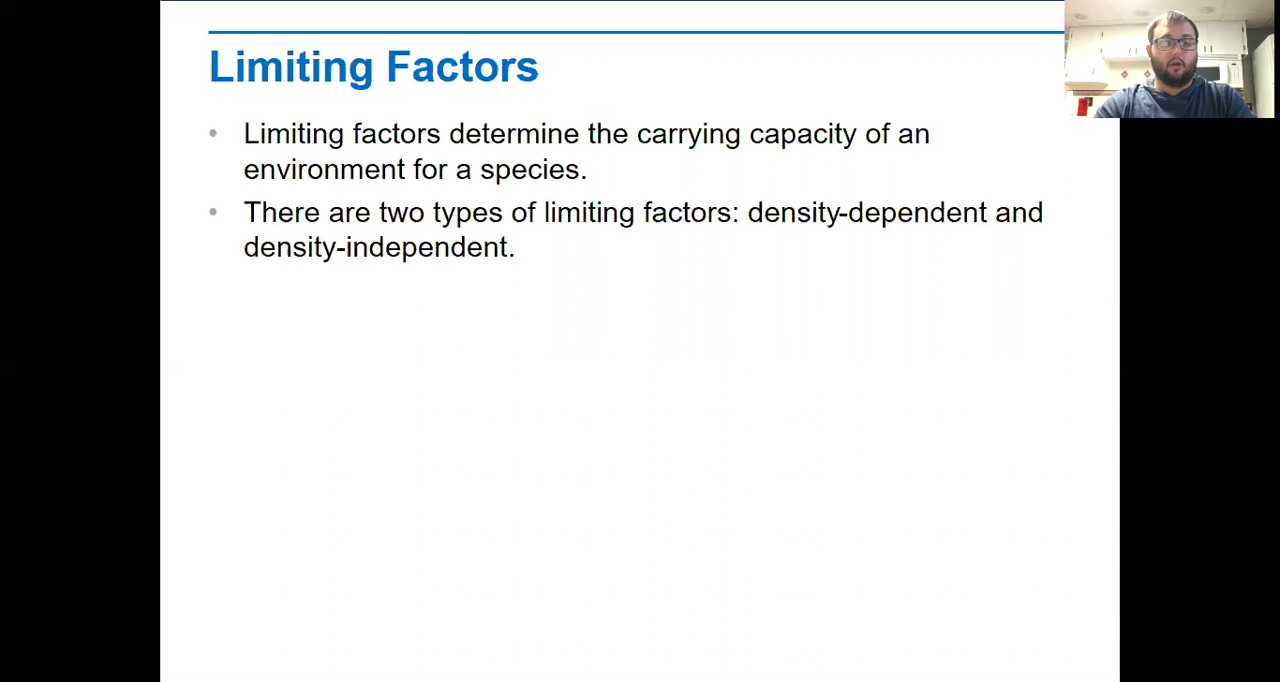 Limiting Factors
• Limiting factors determine the carrying capacity of an
environment for a species.
• There are two types of limiting factors: density-dependent and
density-independent.